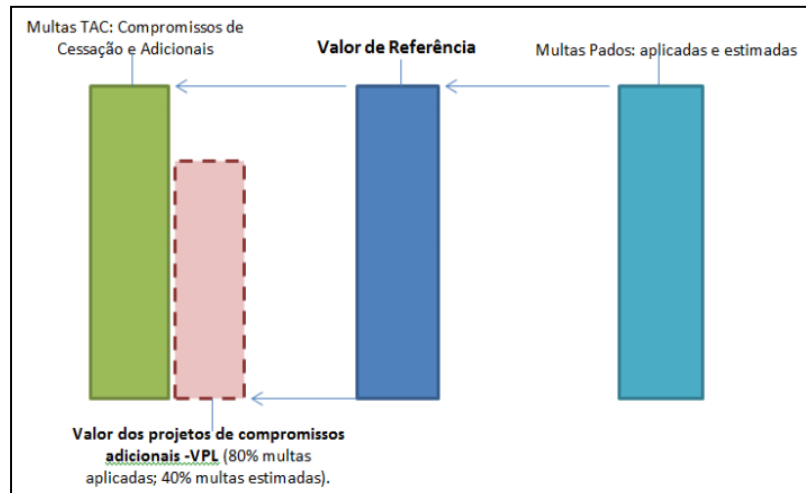 Multas TAC: Compromissos de
Cessação e Adicionais
Valor de Referência
Multas Pados: aplicadas e estimadas
Valor dos projetos de compromissos
adicionais -VPL (80% multas
aplicadas; 40% multas estimadas).